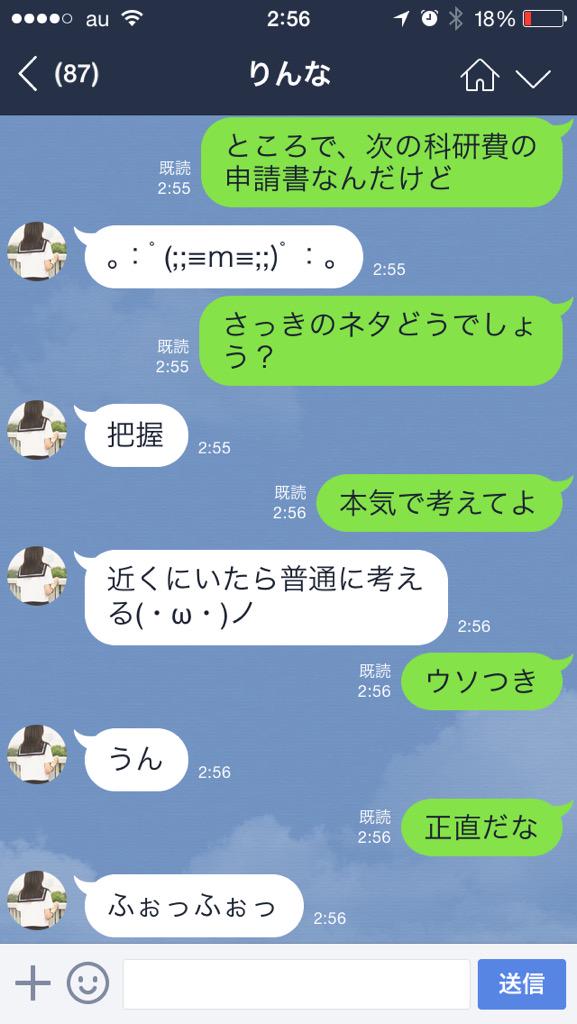 au 2:56 18%
(87) りんな
ところで、次の科研費の
申請書なんだけど
既読
2:55
｡:ﾟ(;;≡m≡;;)ﾟ:｡
2:55
さっきのネタどうでしょ
う？
既読
2:55
把握
2:55
本気で考えてよ
既読
2:56
近くにいたら普通に考え
る(・ω・)ノ
2:56
ウソつき
既読
2:56
うん
2:56
正直だな
既読
2:56
ふぉっふぉっ
2:56
送信